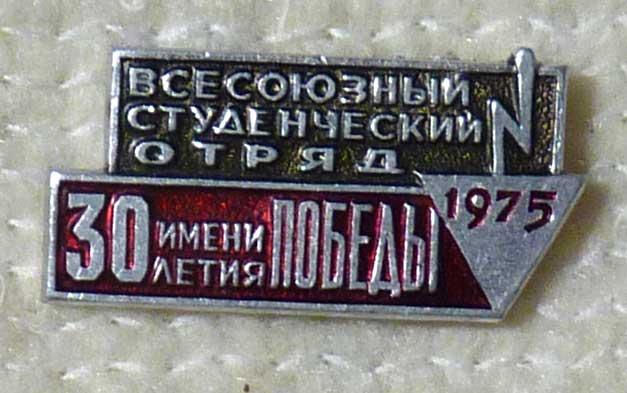 ВСЕСОЮЗНЫЙ
СТУДЕНЧЕСКИЙ
ОТРЯД
30 ИМЕНИ
ЛЕТИЯ ПОБЕДЫ
1975